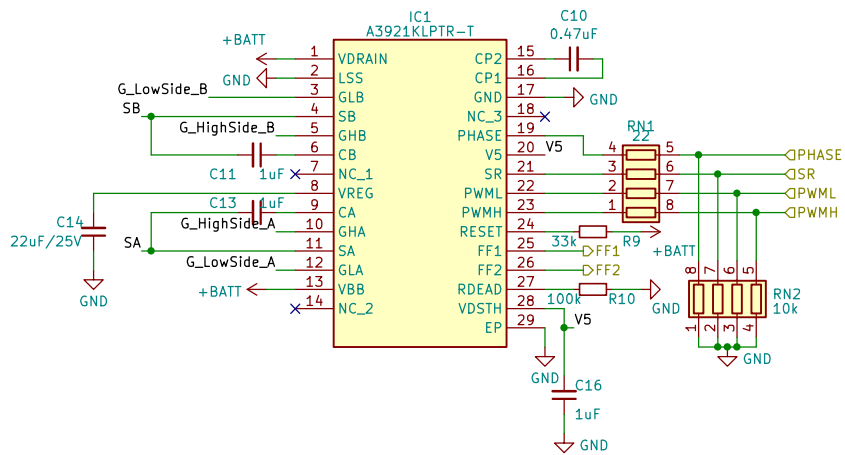 IC1
A3921KLPTR-T
C10
0.47uF
+BATT
1 VDRAIN CP2 15
GND 2 LSS CP1 16
G_LowSide_B 3 GLB GND 17 GND
SB 4 SB NC_3 18
G_HighSide_B 5 GHB PHASE 19
RN1
22
C11 1uF 6 CB V5 20 V5
4 5 PHASE
7 NC_1 SR 21 3 6 SR
8 VREG PWML 22 2 7 PWML
C13 1uF 9 CA PWMH 23 1 8 PWMH
C14
22uF/25V
G_HighSide_A 10 GHA RESET 24 33k R9
+BATT
SA 11 SA FF1 25 FF1
G_LowSide_A 12 GLA FF2 26 FF2
+BATT 13 VBB RDEAD 27 100k R10 GND
14 NC_2 VDSTH 28 V5
EP 29
GND
GND
8 7 6 5
RN2
10k
1 2 3 4
GND
C16
1uF
GND